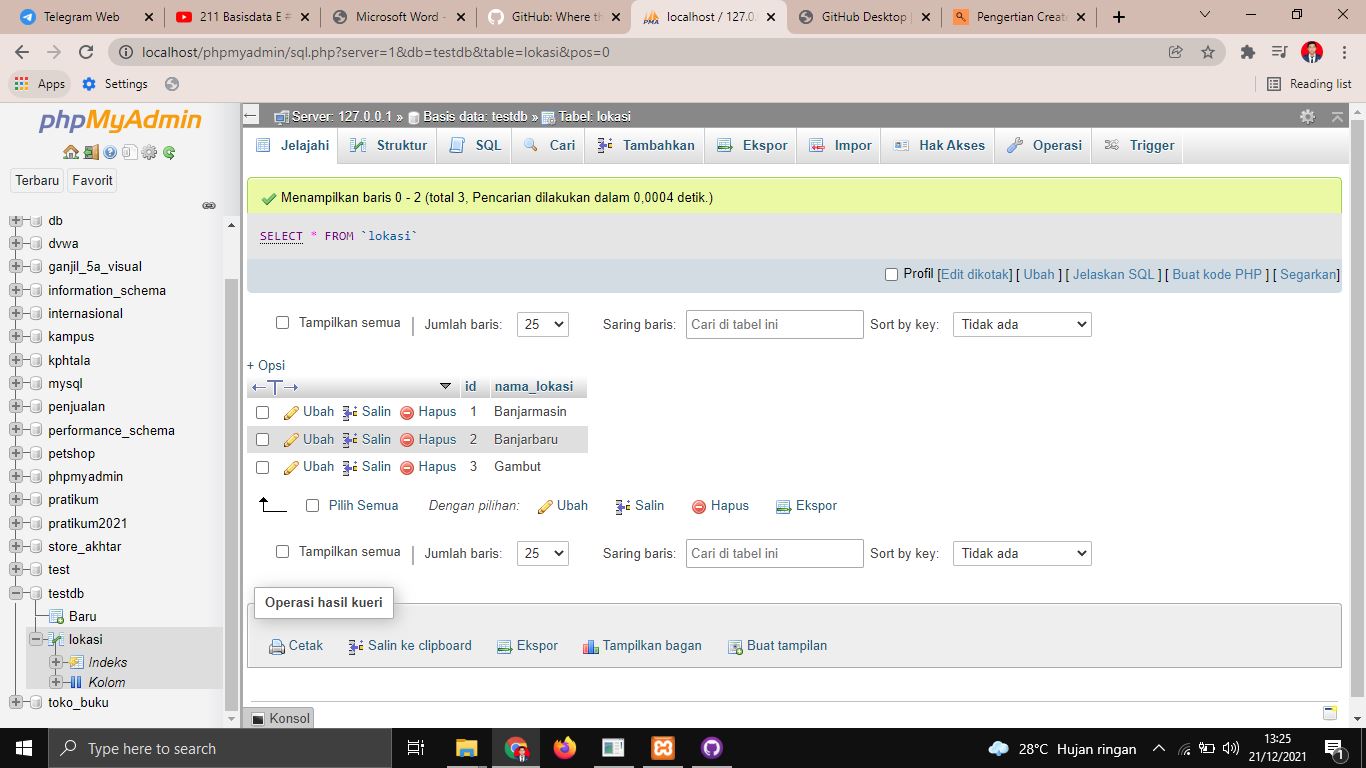 Telegram Web
211 Basisdata E #
Microsoft Word -
GitHub: Where th
localhost / 127.0.
GitHub Desktop
Pengertian Create
localhost/phpmyadmin/sql.php?server=1&db=testdb&table=lokasi&pos=0
Apps Settings Reading list
phpMyAdmin
Terbaru Favorit
db
dvwa
ganjil_5a_visual
information_schema
internasional
kampus
kphtala
mysql
penjualan
performance_schema
petshop
phpmyadmin
pratikum
pratikum2021
store_akhtar
test
testdb
Baru
lokasi
Indeks
Kolom
toko_buku
Server: 127.0.0.1 » Basis data: testdb » Tabel: lokasi
Jelajahi Struktur SQL Cari Tambahkan Ekspor Impor Hak Akses Operasi Trigger
Menampilkan baris 0 - 2 (total 3, Pencarian dilakukan dalam 0,0004 detik.)
SELECT * FROM `lokasi`
Profil [Edit dikotak] [ Ubah ] [ Jelaskan SQL ] [ Buat kode PHP ] [ Segarkan]
Tampilkan semua | Jumlah baris: 25 Saring baris: Cari di tabel ini Sort by key: Tidak ada
+ Opsi
←T→ id nama_lokasi
Ubah Salin Hapus 1 Banjarmasin
Ubah Salin Hapus 2 Banjarbaru
Ubah Salin Hapus 3 Gambut
Pilih Semua Dengan pilihan: Ubah Salin Hapus Ekspor
Tampilkan semua | Jumlah baris: 25 Saring baris: Cari di tabel ini Sort by key: Tidak ada
Operasi hasil kueri
Cetak Salin ke clipboard Ekspor Tampilkan bagan Buat tampilan
Konsol
Type here to search
28°C Hujan ringan
13:25
21/12/2021
1